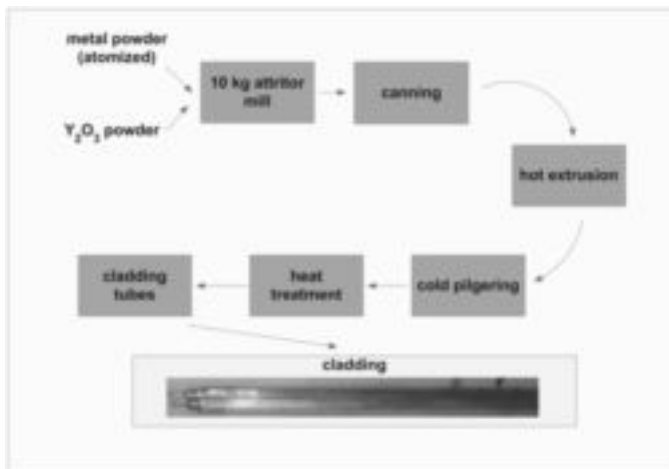 metal powder
(atomized)
Y₂O₃ powder
10 kg attritor
mill
canning
hot extrusion
cold pilgering
heat
treatment
cladding
tubes
cladding